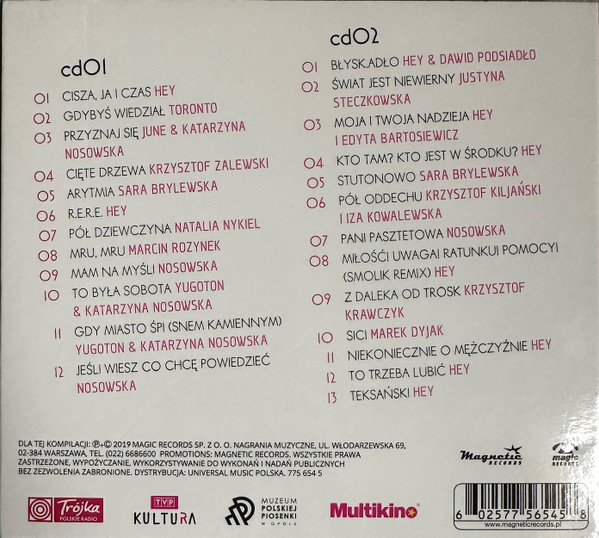 cd01
01 CISZA, JA I CZAS HEY
02 GDYBYŚ WIEDZIAŁ TORONTO
03 PRZYZNAJ SIĘ JUNE & KATARZYNA
NOSOWSKA
04 CIĘTE DRZEWA KRZYSZTOF ZALEWSKI
05 ARYTMIA SARA BRYLEWSKA
06 R.E.R.E. HEY
07 PÓŁ DZIEWCZYNA NATALIA NYKIEL
08 MRU, MRU MARCIN ROZYNEK
09 MAM NA MYŚLI NOSOWSKA
10 TO BYŁA SOBOTA YUGOTON
& KATARZYNA NOSOWSKA
11 GDY MIASTO ŚPI (SNEM KAMIENNYM)
YUGOTON & KATARZYNA NOSOWSKA
12 JEŚLI WIESZ CO CHCĘ POWIEDZIEĆ
NOSOWSKA
cd02
01 BŁYSKADŁO HEY & DAWID PODSIADŁO
02 ŚWIAT JEST NIEWIERNY JUSTYNA
STECZKOWSKA
03 MOJA I TWOJA NADZIEJA HEY
I EDYTA BARTOSIEWICZ
04 KTO TAM? KTO JEST W ŚRODKU? HEY
05 STUTONOWO SARA BRYLEWSKA
06 PÓŁ ODDECHU KRZYSZTOF KILJAŃSKI
I IZA KOWALEWSKA
07 PANI PASZTETOWA NOSOWSKA
08 MIŁOŚĆ! UWAGA! RATUNKU! POMOCY!
(SMOLIK REMIX) HEY
09 Z DALEKA OD TROSK KRZYSZTOF
KRAWCZYK
10 SICI MAREK DYJAK
11 NIEKONIECZNIE O MĘŻCZYŹNIE HEY
12 TO TRZEBA LUBIĆ HEY
13 TEKSAŃSKI HEY
DLA TEJ KOMPILACJI: ℗+© 2019 MAGIC RECORDS SP. Z O. O. NAGRANIA MUZYCZNE, UL. WŁODARZEWSKA 69,
02-384 WARSZAWA, TEL. (022) 6686600 PROMOTIONS: MAGNETIC RECORDS. WSZYSTKIE PRAWA
ZASTRZEŻONE, WYPOŻYCZANIE, WYKORZYSTYWANIE DO WYKONAŃ I NADAŃ PUBLICZNYCH
BEZ ZEZWOLENIA ZABRONIONE. DYSTRYBUCJA: UNIVERSAL MUSIC POLSKA. 775 654 5
Magnetic
RECORDS
magic
RECORDS
Trójka
POLSKIE RADIO
TVP
KULTURA
MUZEUM
POLSKIEJ
PIOSENKI
W OPOLU
Multikino
6 02577 56545 8
www.magneticrecords.pl